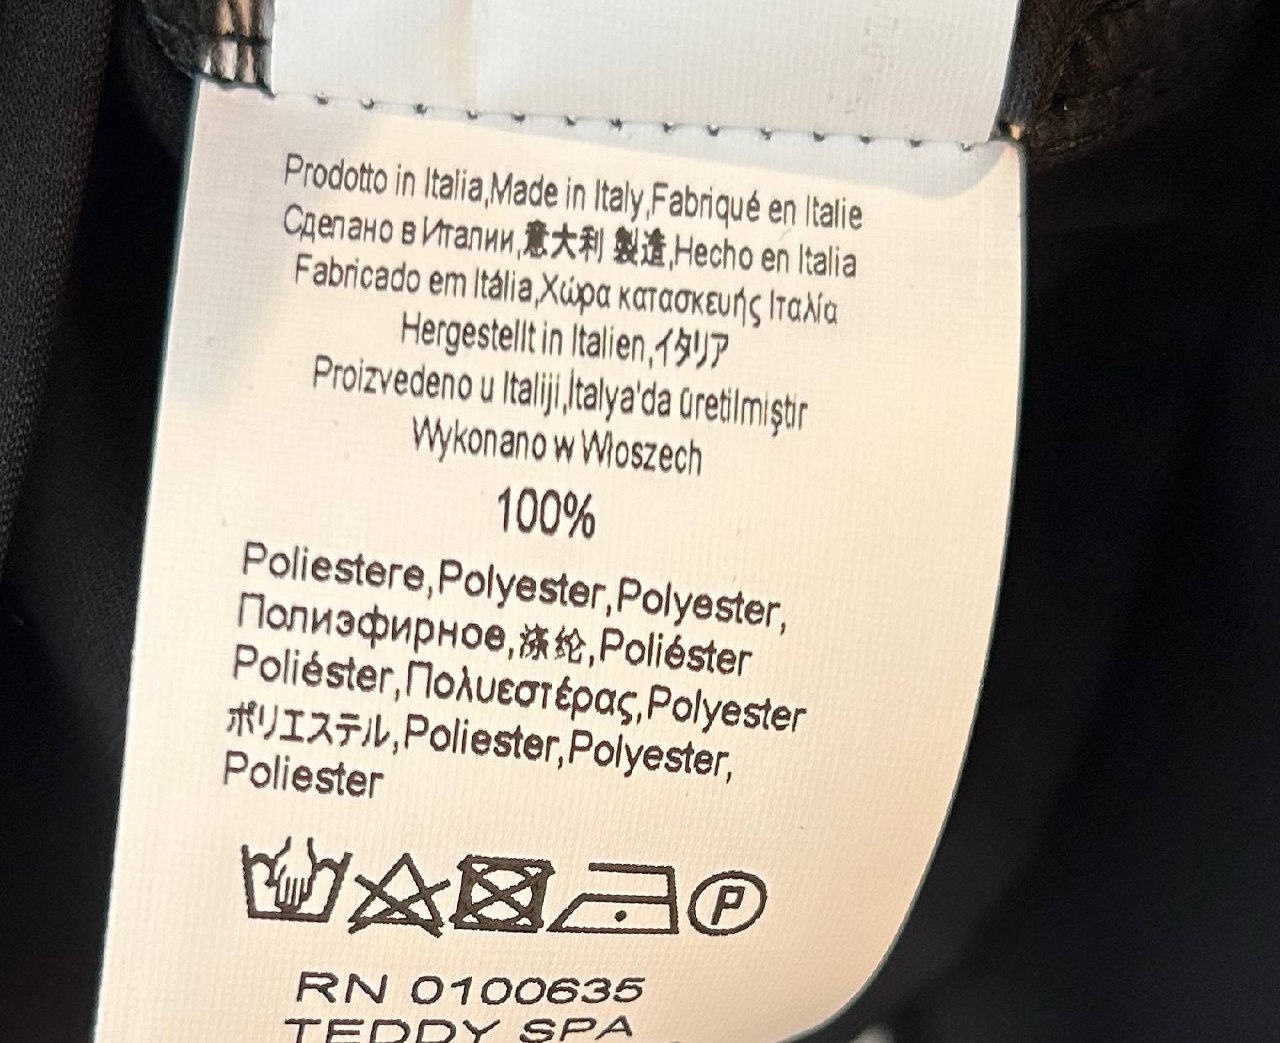 Prodotto in Italia,Made in Italy,Fabriqué en Italie
Сделано в Италии,意大利 製造,Hecho en Italia
Fabricado em Itália,Χώρα κατασκευής Ιταλία
Hergestellt in Italien,イタリア
Proizvedeno u Italiji,İtalya'da üretilmiştir
Wykonano w Włoszech
100%
Poliestere,Polyester,Polyester,
Полиэфирное,涤纶,Poliéster
Poliéster,Πολυεστέρας,Polyester
ポリエステル,Poliester,Polyester,
Poliester
P
RN 0100635
TEDDY SPA